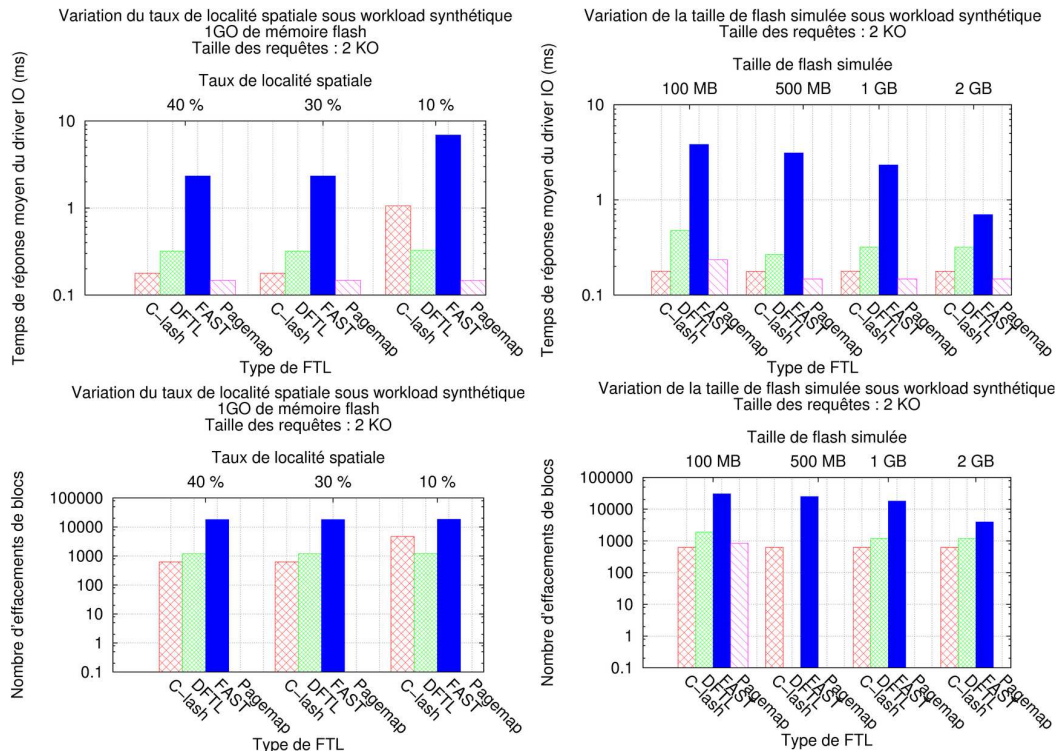 Variation du taux de localité spatiale sous workload synthétique
1GO de mémoire flash
Taille des requêtes : 2 KO
Taux de localité spatiale
40 %
30 %
10 %
Temps de réponse moyen du driver IO (ms)
10
1
0.1
C–lash
DFTL
FAST
Pagemap
C–lash
DFTL
FAST
Pagemap
C–lash
DFTL
FAST
Pagemap
Type de FTL
Variation de la taille de flash simulée sous workload synthétique
Taille des requêtes : 2 KO
Taille de flash simulée
100 MB
500 MB
1 GB
2 GB
Temps de réponse moyen du driver IO (ms)
10
1
0.1
C–lash
DFTL
FAST
Pagemap
C–lash
DFTL
FAST
Pagemap
C–lash
DFTL
FAST
Pagemap
C–lash
DFTL
FAST
Pagemap
Type de FTL
Variation du taux de localité spatiale sous workload synthétique
1GO de mémoire flash
Taille des requêtes : 2 KO
Taux de localité spatiale
40 %
30 %
10 %
Nombre d'effacements de blocs
100000
10000
1000
100
10
1
0.1
C–lash
DFTL
FAST
Pagemap
C–lash
DFTL
FAST
Pagemap
C–lash
DFTL
FAST
Pagemap
Type de FTL
Variation de la taille de flash simulée sous workload synthétique
Taille des requêtes : 2 KO
Taille de flash simulée
100 MB
500 MB
1 GB
2 GB
Nombre d'effacements de blocs
100000
10000
1000
100
10
1
0.1
C–lash
DFTL
FAST
Pagemap
C–lash
DFTL
FAST
Pagemap
C–lash
DFTL
FAST
Pagemap
C–lash
DFTL
FAST
Pagemap
Type de FTL